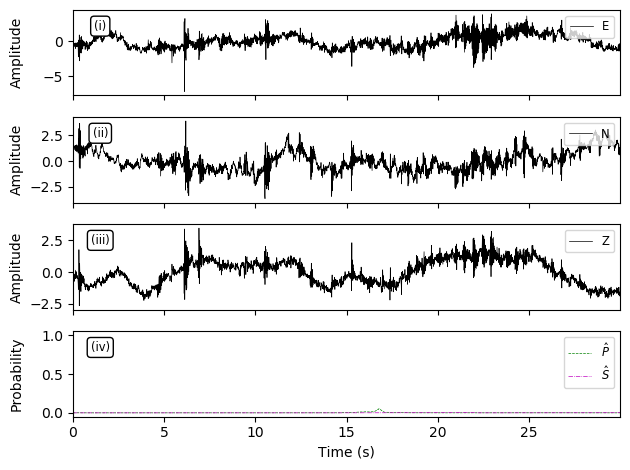 (i)
E
Amplitude
0
−5
(ii)
N
Amplitude
2.5
0.0
−2.5
(iii)
Z
Amplitude
2.5
0.0
−2.5
(iv)
P̂
Ŝ
Probability
1.0
0.5
0.0
0 5 10 15 20 25
Time (s)